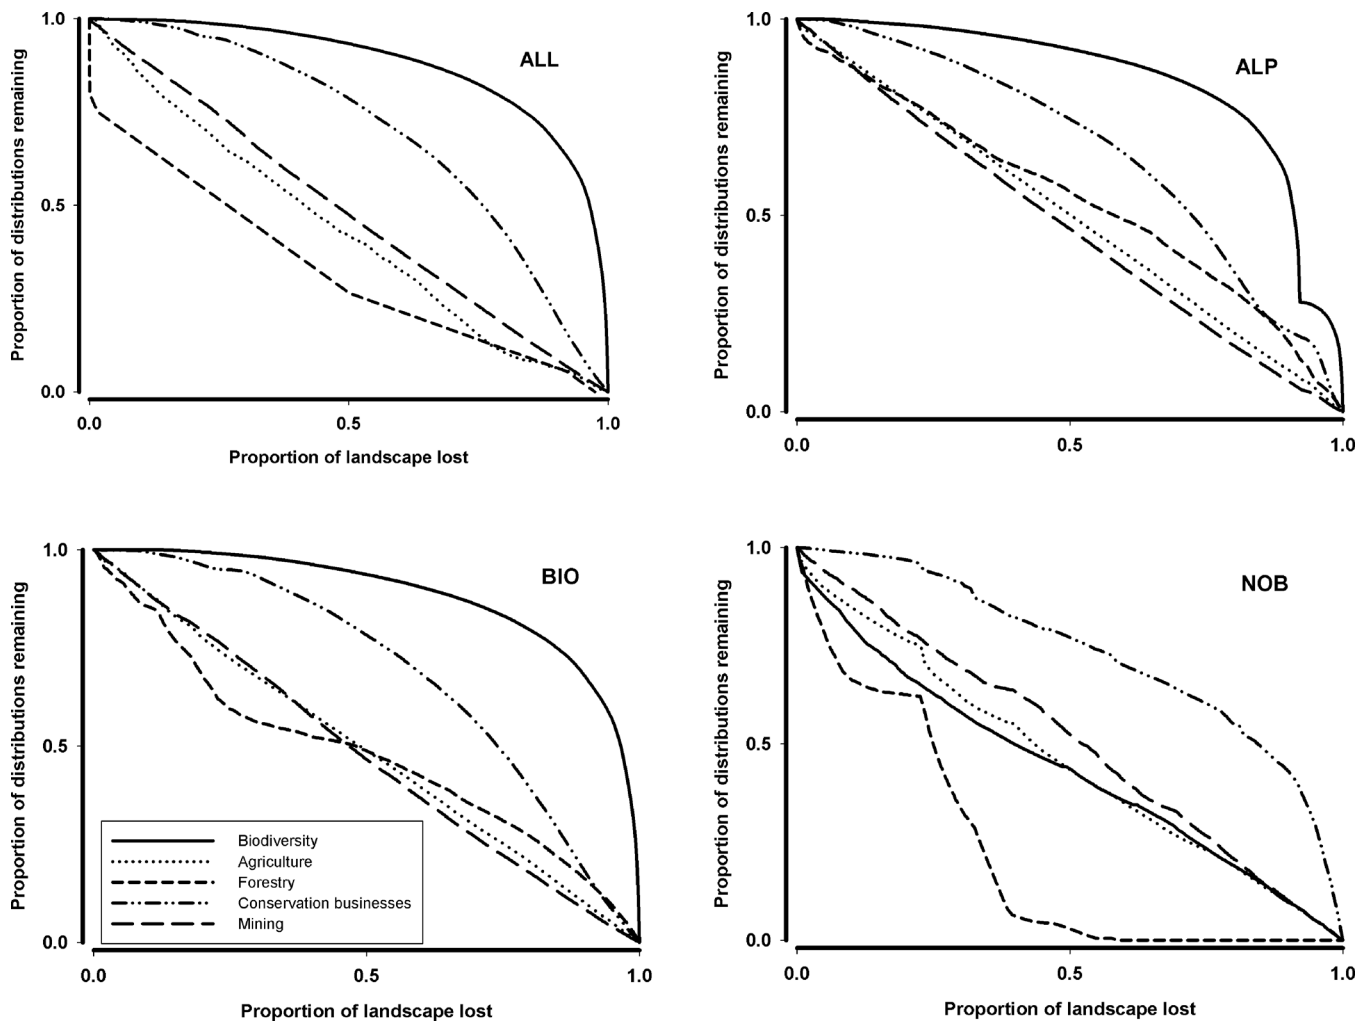 ALL
1.0
0.5
0.0
Proportion of distributions remaining
0.0 0.5 1.0
Proportion of landscape lost
ALP
1.0
0.5
0.0
Proportion of distributions remaining
0.0 0.5 1.0
Proportion of landscape lost
BIO
1.0
0.5
0.0
Proportion of distributions remaining
Biodiversity
Agriculture
Forestry
Conservation businesses
Mining
0.0 0.5 1.0
Proportion of landscape lost
NOB
1.0
0.5
0.0
Proportion of distributions remaining
0.0 0.5 1.0
Proportion of landscape lost